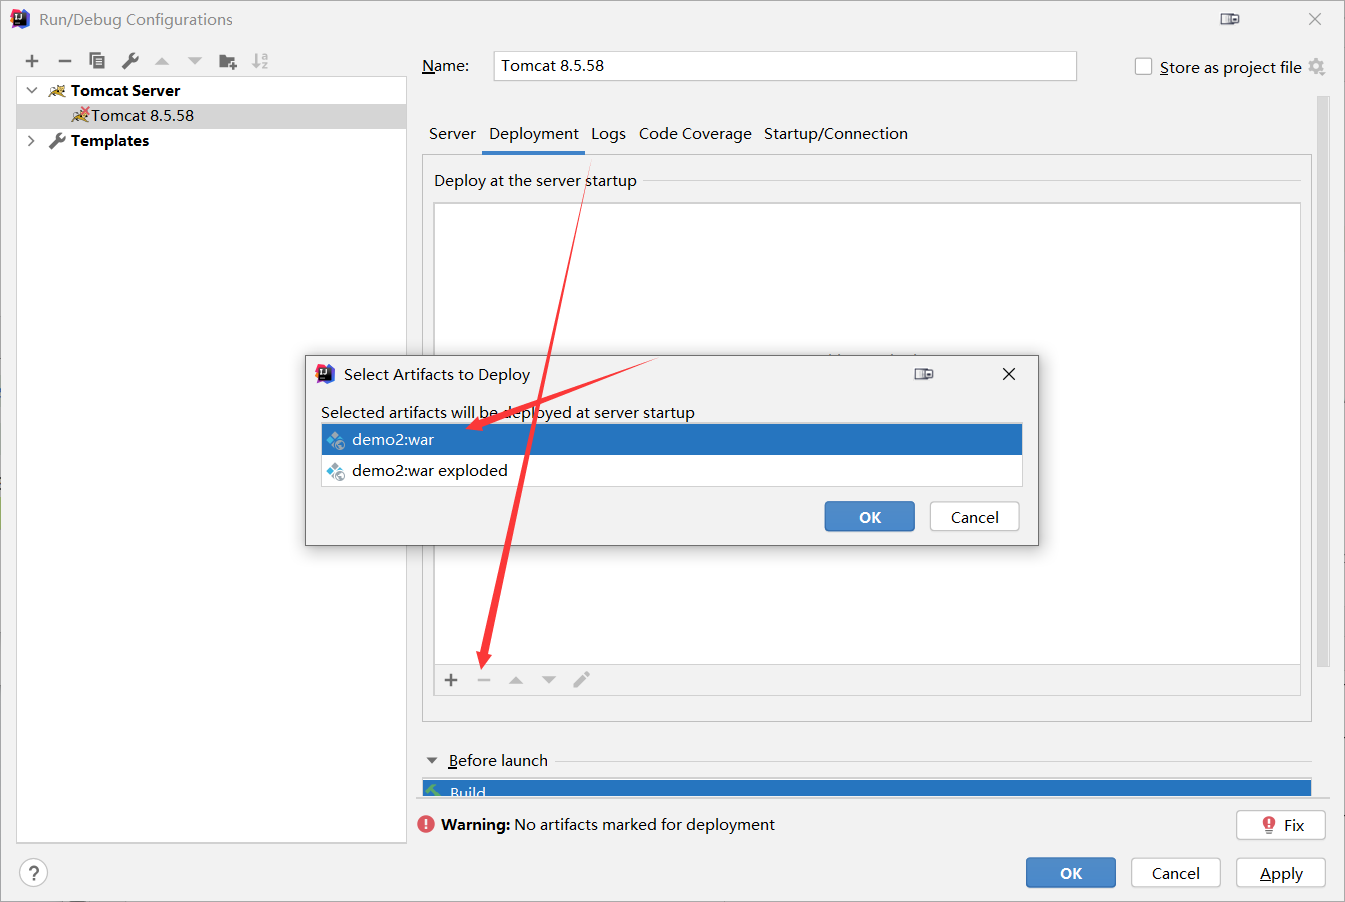 Run/Debug Configurations
Name: Tomcat 8.5.58
Store as project file
Tomcat Server
Tomcat 8.5.58
Templates
Server Deployment Logs Code Coverage Startup/Connection
Deploy at the server startup
Select Artifacts to Deploy
Selected artifacts will be deployed at server startup
demo2:war
demo2:war exploded
OK Cancel
Before launch
Build
Warning: No artifacts marked for deployment
Fix
?
OK Cancel Apply